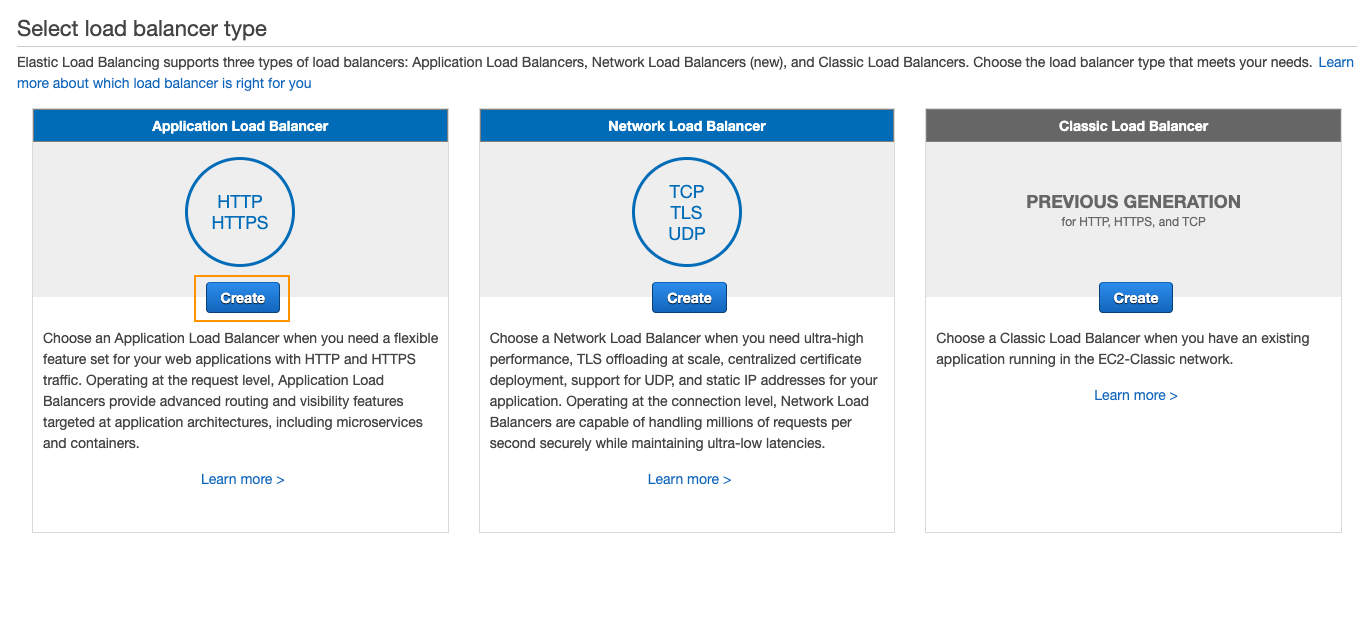 Select load balancer type
Elastic Load Balancing supports three types of load balancers: Application Load Balancers, Network Load Balancers (new), and Classic Load Balancers. Choose the load balancer type that meets your needs. Learn
more about which load balancer is right for you
Application Load Balancer
HTTP
HTTPS
Create
Choose an Application Load Balancer when you need a flexible
feature set for your web applications with HTTP and HTTPS
traffic. Operating at the request level, Application Load
Balancers provide advanced routing and visibility features
targeted at application architectures, including microservices
and containers.
Learn more >
Network Load Balancer
TCP
TLS
UDP
Create
Choose a Network Load Balancer when you need ultra-high
performance, TLS offloading at scale, centralized certificate
deployment, support for UDP, and static IP addresses for your
application. Operating at the connection level, Network Load
Balancers are capable of handling millions of requests per
second securely while maintaining ultra-low latencies.
Learn more >
Classic Load Balancer
PREVIOUS GENERATION
for HTTP, HTTPS, and TCP
Create
Choose a Classic Load Balancer when you have an existing
application running in the EC2-Classic network.
Learn more >